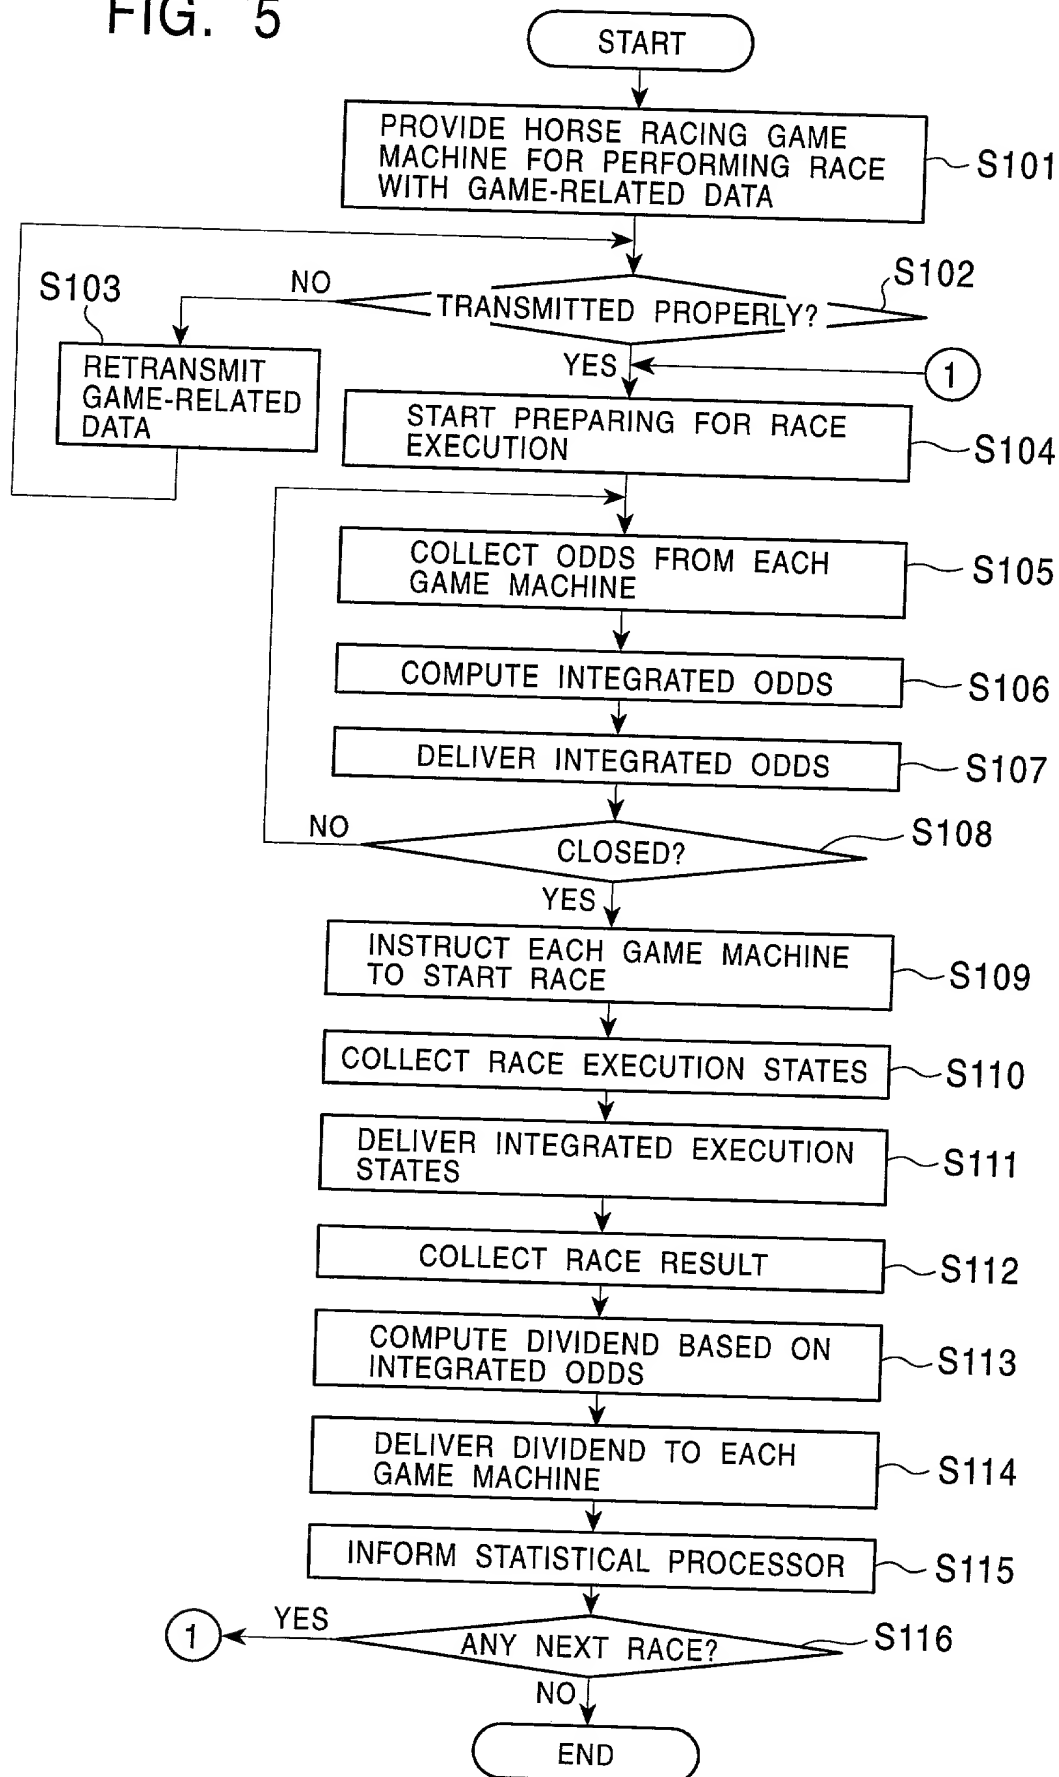 FIG. 5
START
PROVIDE HORSE RACING GAME
MACHINE FOR PERFORMING RACE
WITH GAME-RELATED DATA
S101
S102
TRANSMITTED PROPERLY?
NO
S103
RETRANSMIT
GAME-RELATED
DATA
YES
1
START PREPARING FOR RACE
EXECUTION
S104
COLLECT ODDS FROM EACH
GAME MACHINE
S105
COMPUTE INTEGRATED ODDS
S106
DELIVER INTEGRATED ODDS
S107
NO
CLOSED?
S108
YES
INSTRUCT EACH GAME MACHINE
TO START RACE
S109
COLLECT RACE EXECUTION STATES
S110
DELIVER INTEGRATED EXECUTION
STATES
S111
COLLECT RACE RESULT
S112
COMPUTE DIVIDEND BASED ON
INTEGRATED ODDS
S113
DELIVER DIVIDEND TO EACH
GAME MACHINE
S114
INFORM STATISTICAL PROCESSOR
S115
1
YES
ANY NEXT RACE?
S116
NO
END